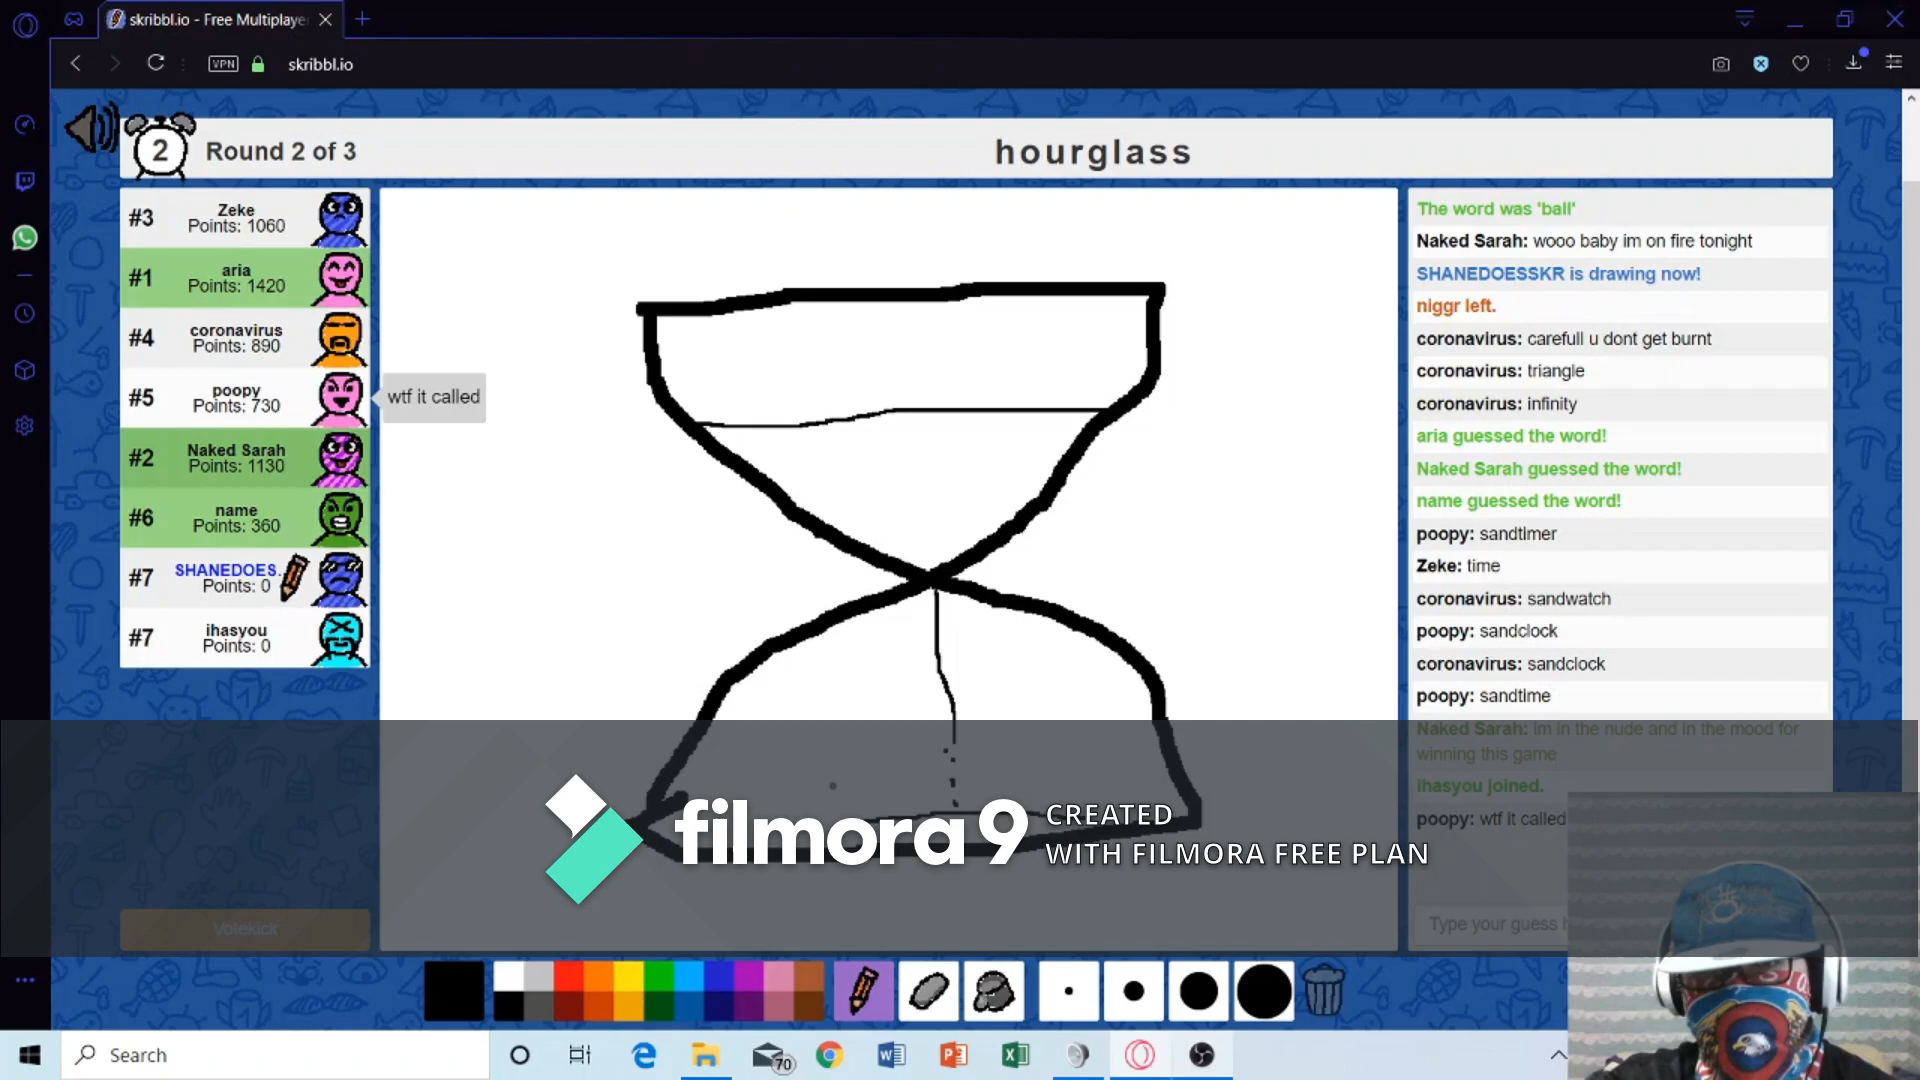 skribbl.io - Free Multiplaye
VPN
skribbl.io
2
Round 2 of 3
hourglass
#3
Zeke
Points: 1060
#1
aria
Points: 1420
#4
coronavirus
Points: 890
#5
poopy
Points: 730
wtf it called
#2
Naked Sarah
Points: 1130
#6
name
Points: 360
#7
SHANEDOES.
Points: 0
#7
ihasyou
Points: 0
Votekick
The word was 'ball'
Naked Sarah: wooo baby im on fire tonight
SHANEDOESSKR is drawing now!
niggr left.
coronavirus: carefull u dont get burnt
coronavirus: triangle
coronavirus: infinity
aria guessed the word!
Naked Sarah guessed the word!
name guessed the word!
poopy: sandtimer
Zeke: time
coronavirus: sandwatch
poopy: sandclock
coronavirus: sandclock
poopy: sandtime
Naked Sarah: im in the nude and in the mood for
winning this game
ihasyou joined.
poopy: wtf it called
Type your guess h
filmora 9
CREATED
WITH FILMORA FREE PLAN
Search
70